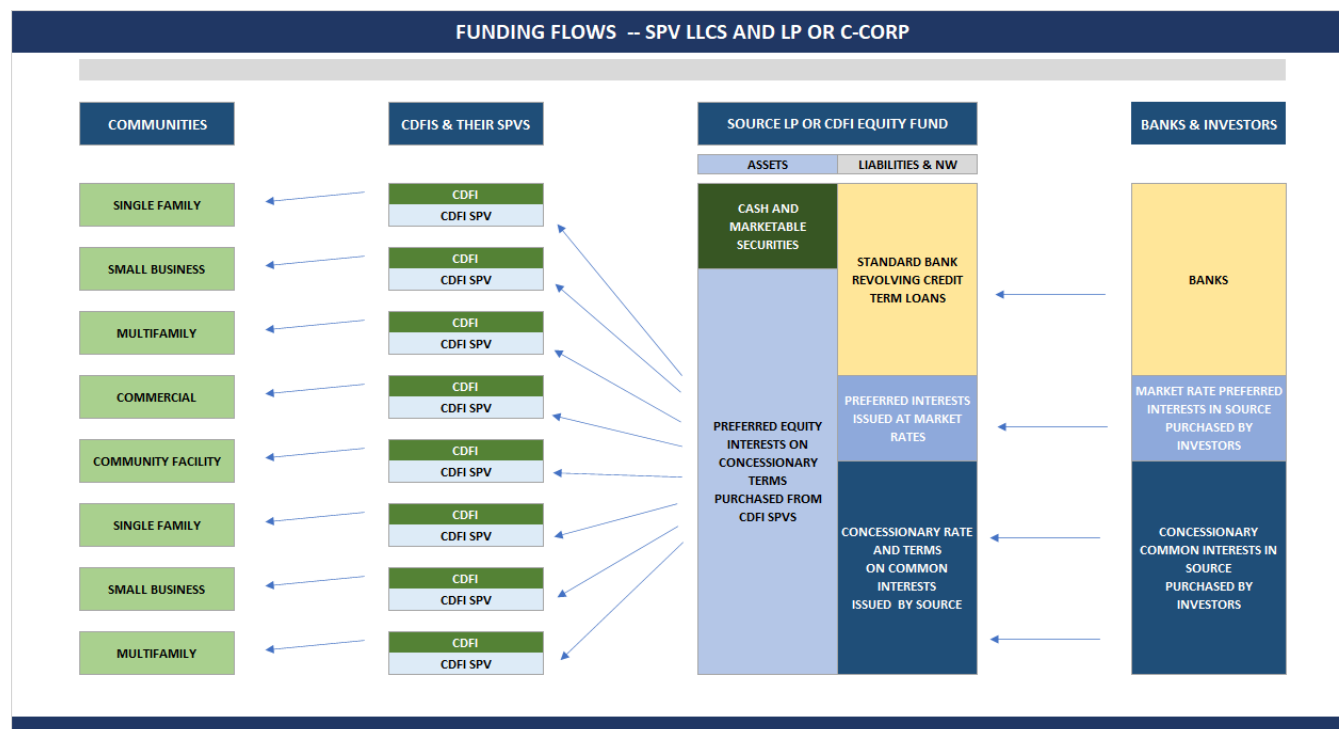 FUNDING FLOWS -- SPV LLCS AND LP OR C-CORP
COMMUNITIES
CDFIS & THEIR SPVS
SOURCE LP OR CDFI EQUITY FUND
BANKS & INVESTORS
ASSETS
LIABILITIES & NW
SINGLE FAMILY
SMALL BUSINESS
MULTIFAMILY
COMMERCIAL
COMMUNITY FACILITY
SINGLE FAMILY
SMALL BUSINESS
MULTIFAMILY
CDFI
CDFI SPV
CDFI
CDFI SPV
CDFI
CDFI SPV
CDFI
CDFI SPV
CDFI
CDFI SPV
CDFI
CDFI SPV
CDFI
CDFI SPV
CDFI
CDFI SPV
CASH AND
MARKETABLE
SECURITIES
PREFERRED EQUITY
INTERESTS ON
CONCESSIONARY
TERMS
PURCHASED FROM
CDFI SPVS
STANDARD BANK
REVOLVING CREDIT
TERM LOANS
PREFERRED INTERESTS
ISSUED AT MARKET
RATES
CONCESSIONARY RATE
AND TERMS
ON COMMON
INTERESTS
ISSUED BY SOURCE
BANKS
MARKET RATE PREFERRED
INTERESTS IN SOURCE
PURCHASED BY
INVESTORS
CONCESSIONARY
COMMON INTERESTS IN
SOURCE
PURCHASED BY
INVESTORS